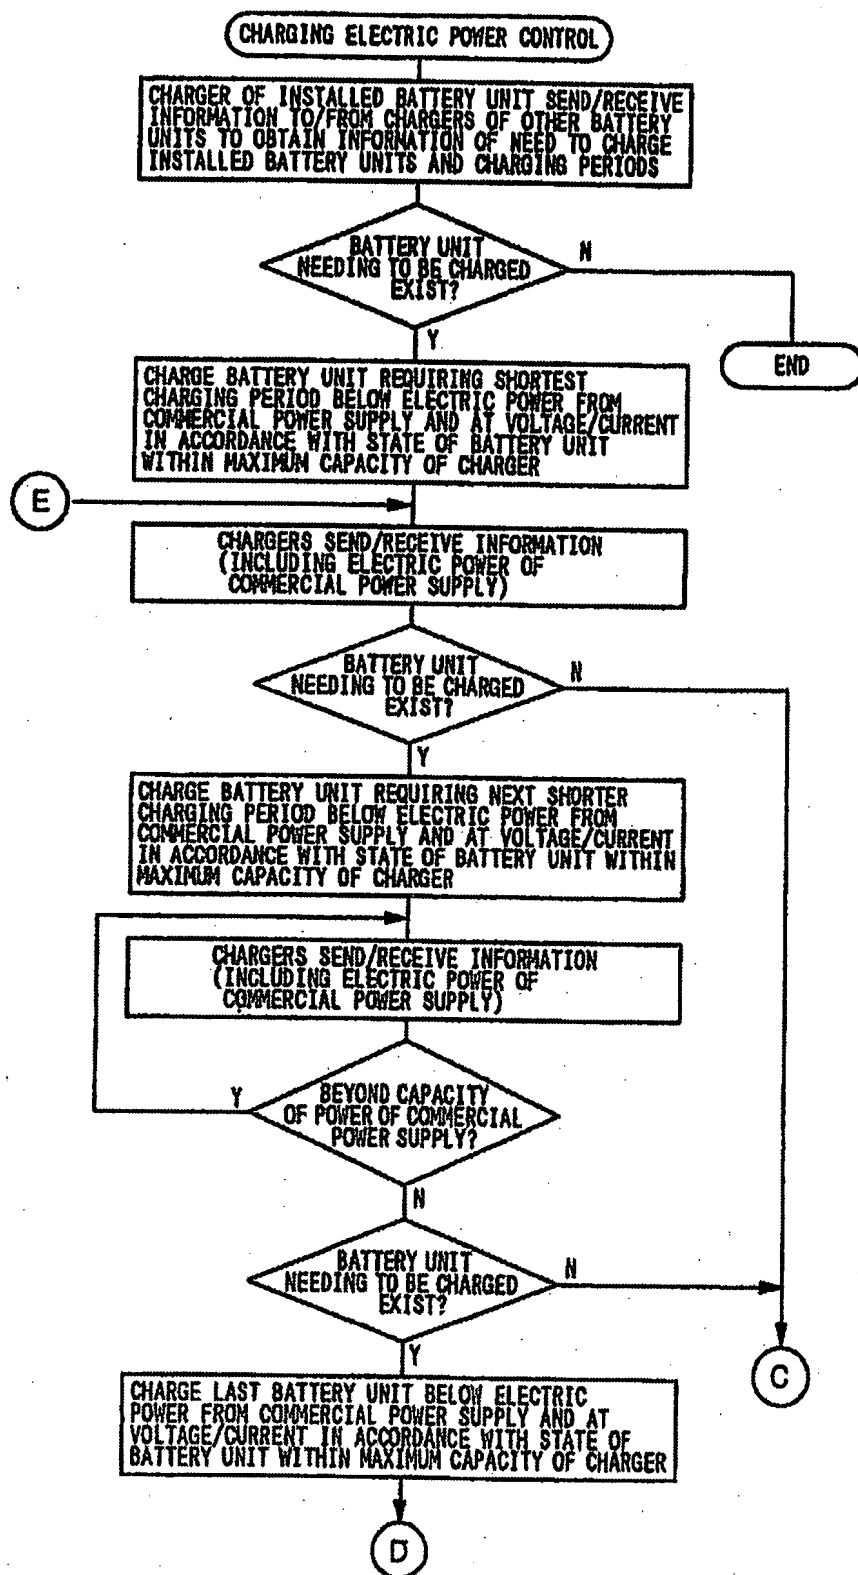 CHARGING ELECTRIC POWER CONTROL
CHARGER OF INSTALLED BATTERY UNIT SEND/RECEIVE
INFORMATION TO/FROM CHARGERS OF OTHER BATTERY
UNITS TO OBTAIN INFORMATION OF NEED TO CHARGE
INSTALLED BATTERY UNITS AND CHARGING PERIODS
BATTERY UNIT
NEEDING TO BE CHARGED
EXIST?
N
Y
END
CHARGE BATTERY UNIT REQUIRING SHORTEST
CHARGING PERIOD BELOW ELECTRIC POWER FROM
COMMERCIAL POWER SUPPLY AND AT VOLTAGE/CURRENT
IN ACCORDANCE WITH STATE OF BATTERY UNIT
WITHIN MAXIMUM CAPACITY OF CHARGER
E
CHARGERS SEND/RECEIVE INFORMATION
(INCLUDING ELECTRIC POWER OF
COMMERCIAL POWER SUPPLY)
BATTERY UNIT
NEEDING TO BE CHARGED
EXIST?
N
Y
CHARGE BATTERY UNIT REQUIRING NEXT SHORTER
CHARGING PERIOD BELOW ELECTRIC POWER FROM
COMMERCIAL POWER SUPPLY AND AT VOLTAGE/CURRENT
IN ACCORDANCE WITH STATE OF BATTERY UNIT WITHIN
MAXIMUM CAPACITY OF CHARGER
CHARGERS SEND/RECEIVE INFORMATION
(INCLUDING ELECTRIC POWER OF
COMMERCIAL POWER SUPPLY)
Y
BEYOND CAPACITY
OF POWER OF COMMERCIAL
POWER SUPPLY?
N
BATTERY UNIT
NEEDING TO BE CHARGED
EXIST?
N
Y
C
CHARGE LAST BATTERY UNIT BELOW ELECTRIC
POWER FROM COMMERCIAL POWER SUPPLY AND AT
VOLTAGE/CURRENT IN ACCORDANCE WITH STATE OF
BATTERY UNIT WITHIN MAXIMUM CAPACITY OF CHARGER
D